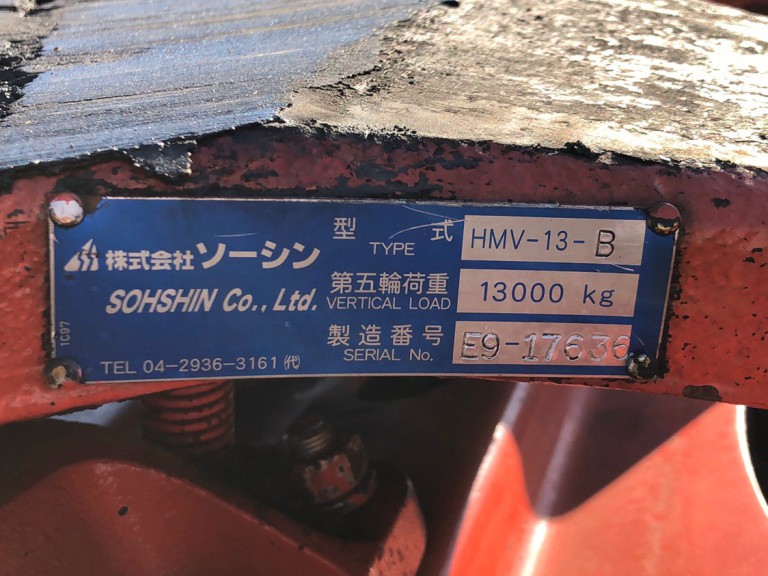 株式会社ソーシン
SOHSHIN Co., Ltd.
TEL 04-2936-3161 (代)
1C97
型 式
TYPE
HMV-13-B
第五輪荷重
VERTICAL LOAD
13000 kg
製造番号
SERIAL No.
E9-17636